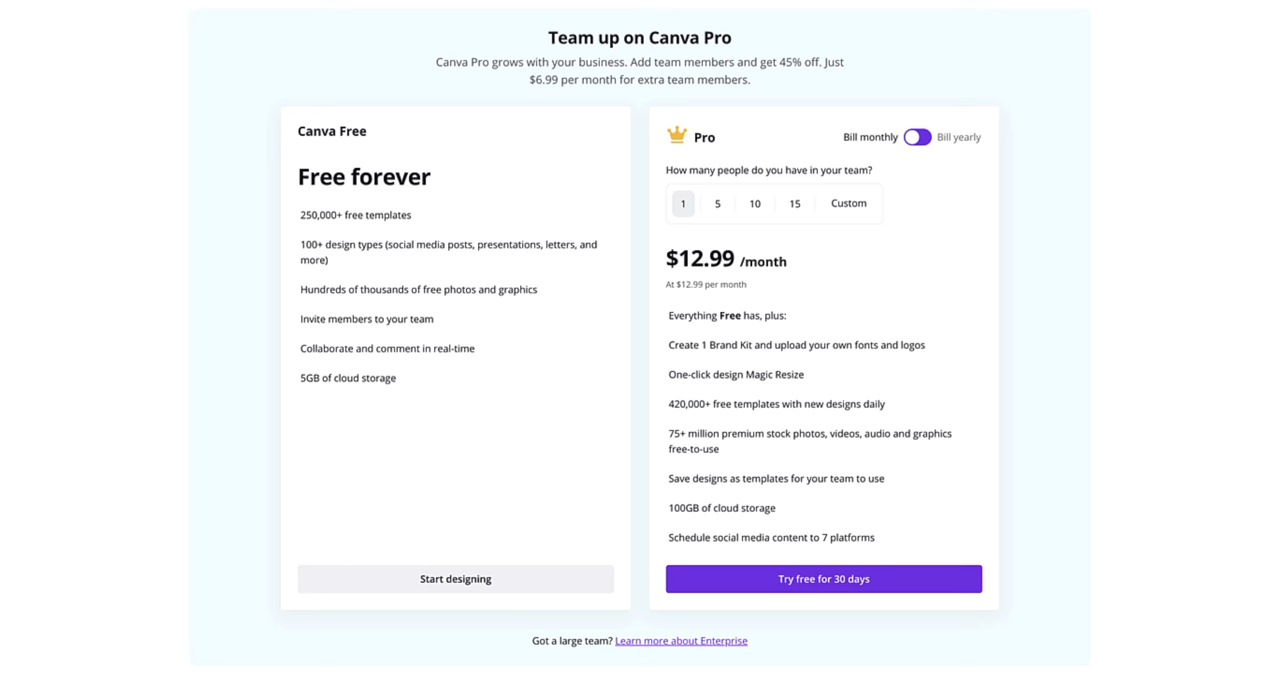 Team up on Canva Pro
Canva Pro grows with your business. Add team members and get 45% off. Just
$6.99 per month for extra team members.
Canva Free
Free forever
250,000+ free templates
100+ design types (social media posts, presentations, letters, and
more)
Hundreds of thousands of free photos and graphics
Invite members to your team
Collaborate and comment in real-time
5GB of cloud storage
Start designing
Pro
Bill monthly Bill yearly
How many people do you have in your team?
1 5 10 15 Custom
$12.99 /month
At $12.99 per month
Everything Free has, plus:
Create 1 Brand Kit and upload your own fonts and logos
One-click design Magic Resize
420,000+ free templates with new designs daily
75+ million premium stock photos, videos, audio and graphics
free-to-use
Save designs as templates for your team to use
100GB of cloud storage
Schedule social media content to 7 platforms
Try free for 30 days
Got a large team? Learn more about Enterprise